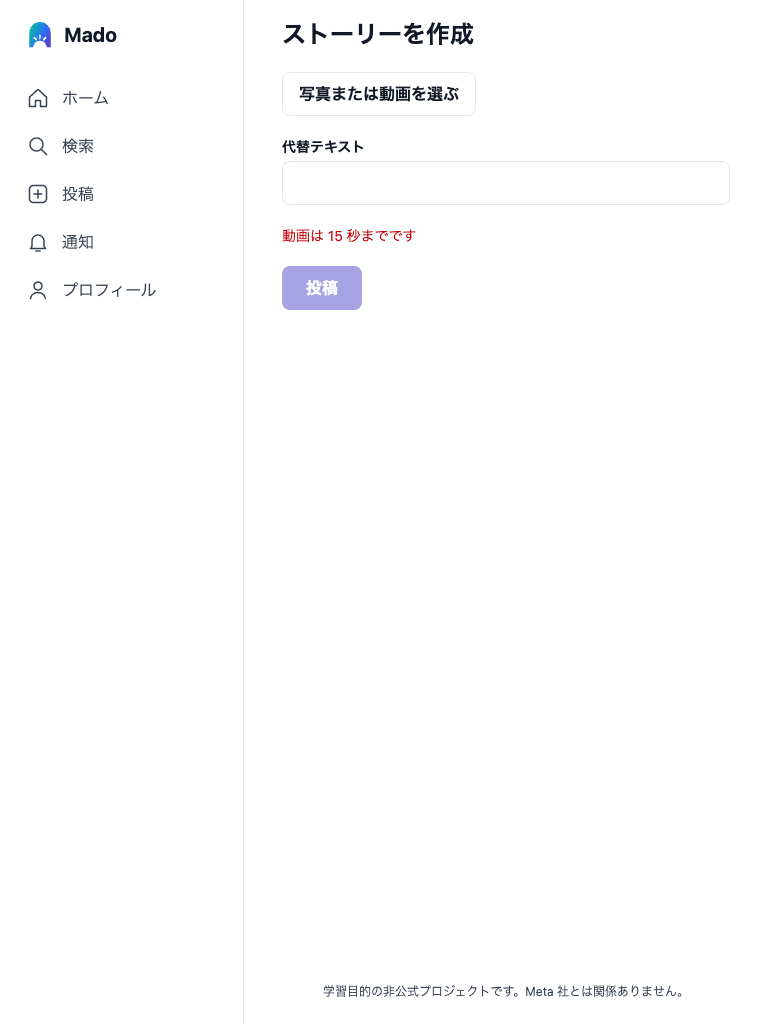 Mado
ホーム
検索
投稿
通知
プロフィール
ストーリーを作成
写真または動画を選ぶ
代替テキスト
動画は 15 秒までです
投稿
学習目的の非公式プロジェクトです。Meta 社とは関係ありません。